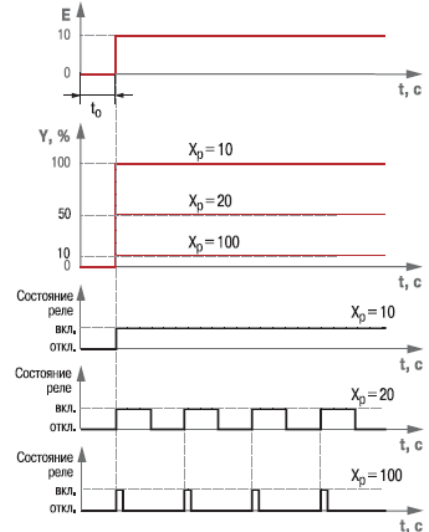 E
10
0
t₀
t, c
Y, %
100
Xp = 10
50
Xp = 20
10
Xp = 100
0
t, c
Состояние
реле
вкл.
откл.
Xp = 10
t, c
Состояние
реле
вкл.
откл.
Xp = 20
t, c
Состояние
реле
вкл.
откл.
Xp = 100
t, c